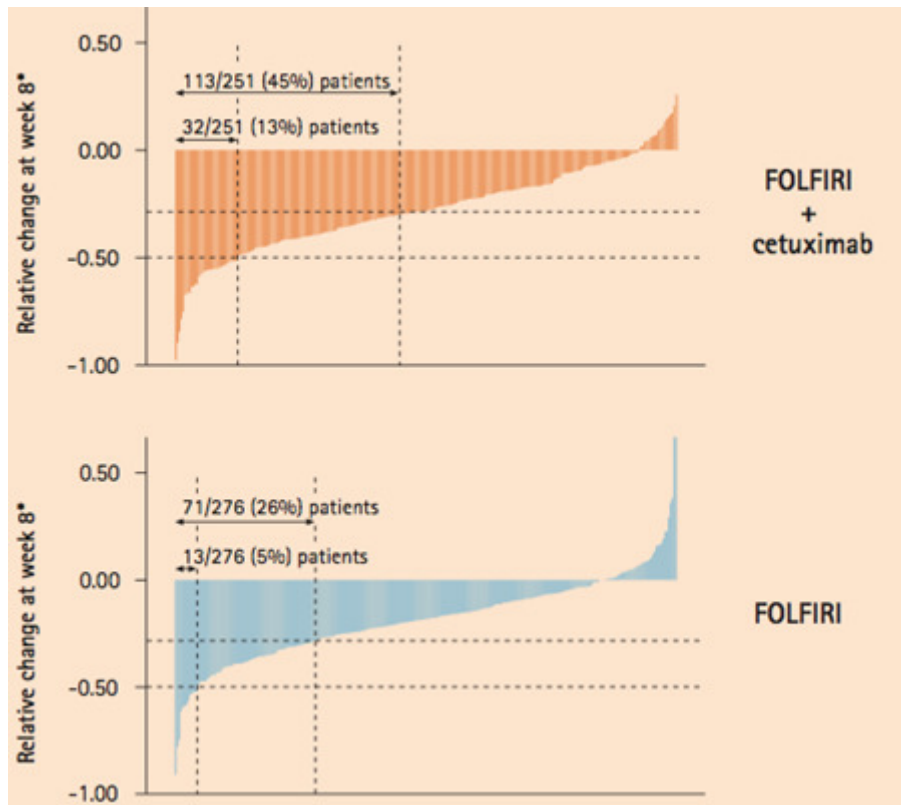 Relative change at week 8*
0.50
0.00
−0.50
−1.00
113/251 (45%) patients
32/251 (13%) patients
FOLFIRI
+
cetuximab
Relative change at week 8*
0.50
0.00
−0.50
−1.00
71/276 (26%) patients
13/276 (5%) patients
FOLFIRI